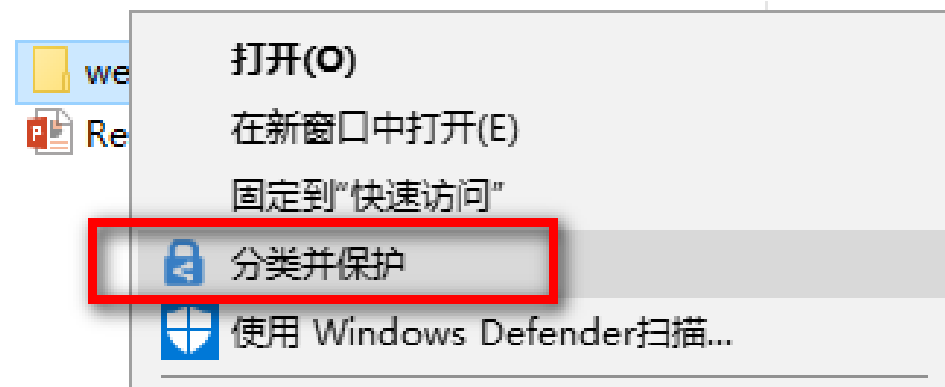 we
打开(O)
Re
在新窗口中打开(E)
固定到"快速访问"
分类并保护
使用 Windows Defender扫描...